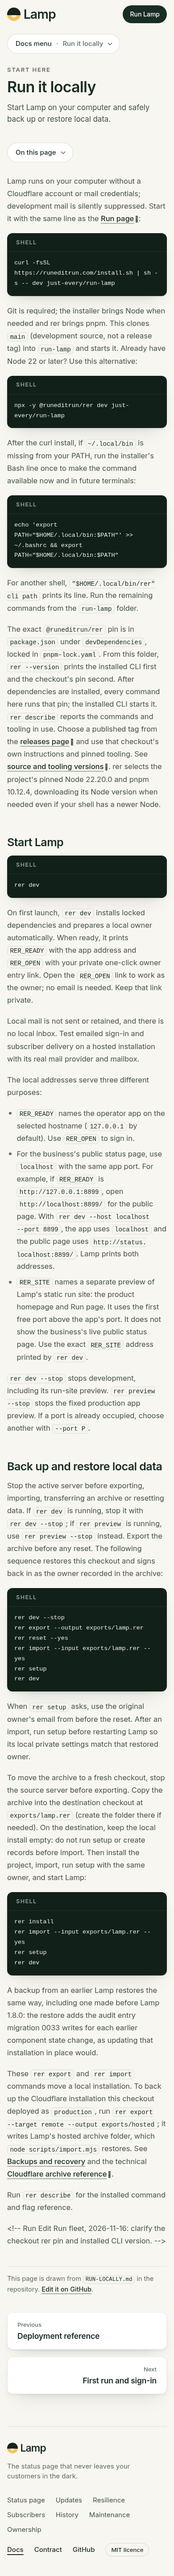 Lamp
Run Lamp
Docs menu · Run it locally
START HERE
Run it locally
Start Lamp on your computer and safely
back up or restore local data.
On this page
Lamp runs on your computer without a
Cloudflare account or mail credentials;
development mail is silently suppressed. Start
it with the same line as the Run page:
SHELL
curl -fsSL
https://runeditrun.com/install.sh | sh -
s -- dev just-every/run-lamp
Git is required; the installer brings Node when
needed and rer brings pnpm. This clones
main (development source, not a release
tag) into run-lamp and starts it. Already have
Node 22 or later? Use this alternative:
SHELL
npx -y @runeditrun/rer dev just-
every/run-lamp
After the curl install, if ~/.local/bin is
missing from your PATH, run the installer's
Bash line once to make the command
available now and in future terminals:
SHELL
echo 'export
PATH="$HOME/.local/bin:$PATH"' >>
~/.bashrc && export
PATH="$HOME/.local/bin:$PATH"
For another shell, "$HOME/.local/bin/rer"
cli path prints its line. Run the remaining
commands from the run-lamp folder.
The exact @runeditrun/rer pin is in
package.json under devDependencies,
locked in pnpm-lock.yaml. From this folder,
rer --version prints the installed CLI first
and the checkout's pin second. After
dependencies are installed, every command
here runs that pin; the installed CLI starts it.
rer describe reports the commands and
tooling in use. Choose a published tag from
the releases page and use that checkout's
own instructions and pinned tooling. See
source and tooling versions. rer selects the
project's pinned Node 22.20.0 and pnpm
10.12.4, downloading its Node version when
needed even if your shell has a newer Node.
Start Lamp
SHELL
rer dev
On first launch, rer dev installs locked
dependencies and prepares a local owner
automatically. When ready, it prints
RER_READY with the app address and
RER_OPEN with your private one-click owner
entry link. Open the RER_OPEN link to work as
the owner; no email is needed. Keep that link
private.
Local mail is not sent or retained, and there is
no local inbox. Test emailed sign-in and
subscriber delivery on a hosted installation
with its real mail provider and mailbox.
The local addresses serve three different
purposes:
• RER_READY names the operator app on the
selected hostname (127.0.0.1 by
default). Use RER_OPEN to sign in.
• For the business's public status page, use
localhost with the same app port. For
example, if RER_READY is
http://127.0.0.1:8899, open
http://localhost:8899/ for the public
page. With rer dev --host localhost
--port 8899, the app uses localhost and
the public page uses http://status.
localhost:8899/. Lamp prints both
addresses.
• RER_SITE names a separate preview of
Lamp's static run site: the product
homepage and Run page. It uses the first
free port above the app's port. It does not
show the business's live public status
page. Use the exact RER_SITE address
printed by rer dev.
rer dev --stop stops development,
including its run-site preview. rer preview
--stop stops the fixed production app
preview. If a port is already occupied, choose
another with --port P.
Back up and restore local data
Stop the active server before exporting,
importing, transferring an archive or resetting
data. If rer dev is running, stop it with
rer dev --stop; if rer preview is running,
use rer preview --stop instead. Export the
archive before any reset. The following
sequence restores this checkout and signs
back in as the owner recorded in the archive:
SHELL
rer dev --stop
rer export --output exports/lamp.rer
rer reset --yes
rer import --input exports/lamp.rer --
yes
rer setup
rer dev
When rer setup asks, use the original
owner's email from before the reset. After an
import, run setup before restarting Lamp so
its local private settings match that restored
owner.
To move the archive to a fresh checkout, stop
the source server before exporting. Copy the
archive into the destination checkout at
exports/lamp.rer (create the folder there if
needed). On the destination, keep the local
install empty: do not run setup or create
records before import. Then install the
project, import, run setup with the same
owner, and start Lamp:
SHELL
rer install
rer import --input exports/lamp.rer --
yes
rer setup
rer dev
A backup from an earlier Lamp restores the
same way, including one made before Lamp
1.8.0: the restore adds the audit entry
migration 0033 writes for each earlier
component state change, as updating that
installation in place would.
These rer export and rer import
commands move a local installation. To back
up the Cloudflare installation this checkout
deployed as production, run rer export
--target remote --output exports/hosted; it
writes Lamp's hosted archive folder, which
node scripts/import.mjs restores. See
Backups and recovery and the technical
Cloudflare archive reference.
Run rer describe for the installed command
and flag reference.
<!-- Run Edit Run fleet, 2026-11-16: clarify the
checkout rer pin and installed CLI version. -->
This page is drawn from RUN-LOCALLY.md in the
repository. Edit it on GitHub.
Previous
Deployment reference
Next
First run and sign-in
Lamp
The status page that never leaves your
customers in the dark.
Status page Updates Resilience
Subscribers History Maintenance
Ownership
Docs Contract GitHub MIT licence